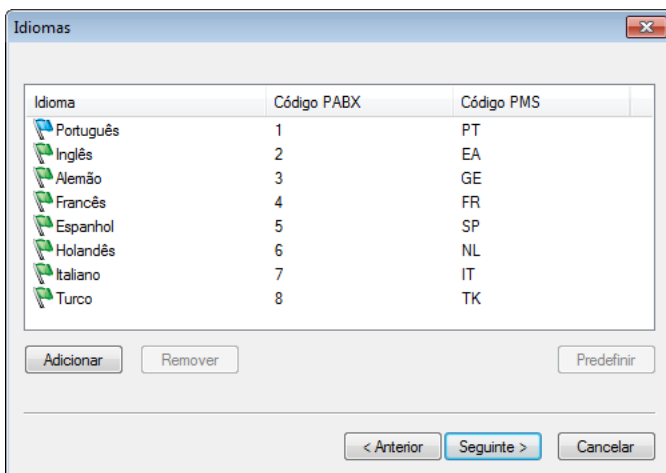 Idiomas
Idioma Código PABX Código PMS
Português 1 PT
Inglês 2 EA
Alemão 3 GE
Francês 4 FR
Espanhol 5 SP
Holandês 6 NL
Italiano 7 IT
Turco 8 TK
Adicionar Remover Predefinir
< Anterior Seguinte > Cancelar